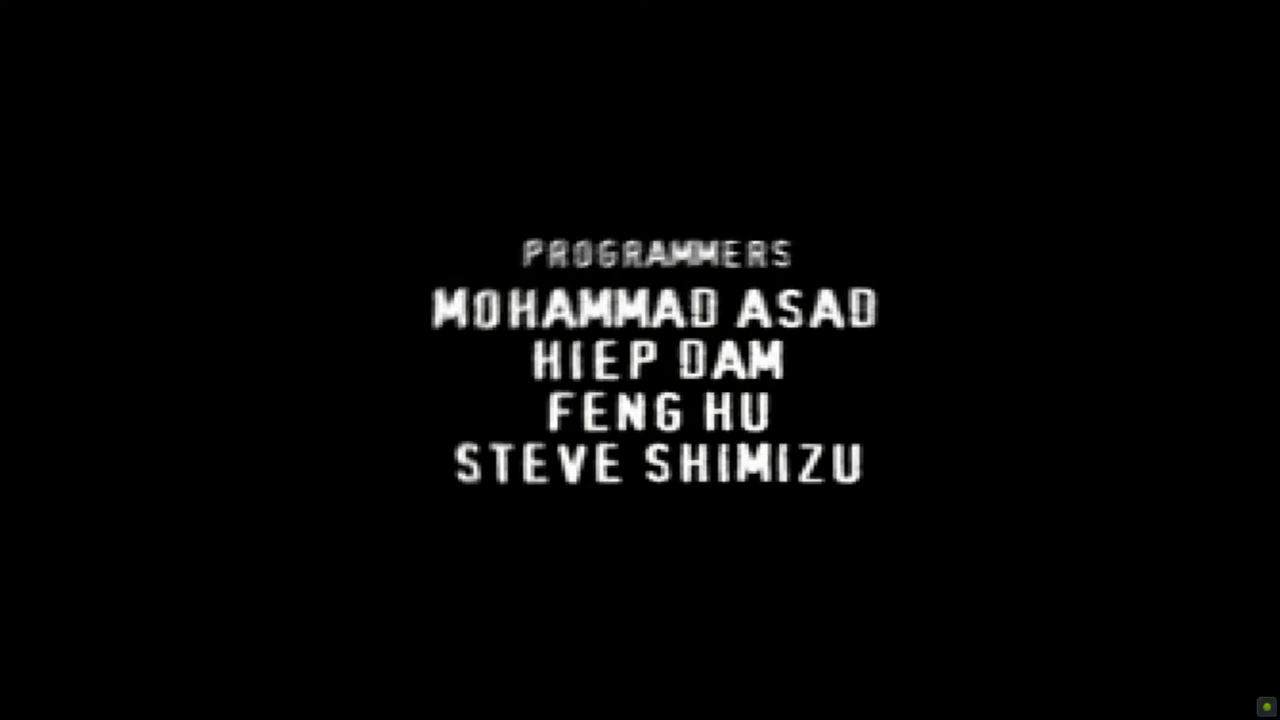 PROGRAMMERS
MOHAMMAD ASAD
HIEP DAM
FENG HU
STEVE SHIMIZU